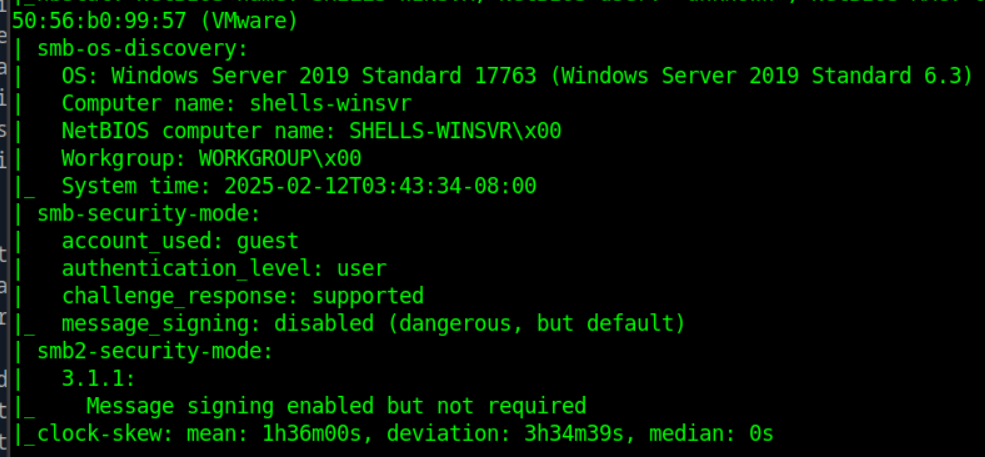 50:56:b0:99:57 (VMware)
| smb-os-discovery:
|   OS: Windows Server 2019 Standard 17763 (Windows Server 2019 Standard 6.3)
|   Computer name: shells-winsvr
|   NetBIOS computer name: SHELLS-WINSVR\x00
|   Workgroup: WORKGROUP\x00
|_  System time: 2025-02-12T03:43:34-08:00
| smb-security-mode:
|   account_used: guest
|   authentication_level: user
|   challenge_response: supported
|_  message_signing: disabled (dangerous, but default)
| smb2-security-mode:
|   3.1.1:
|_    Message signing enabled but not required
|_clock-skew: mean: 1h36m00s, deviation: 3h34m39s, median: 0s